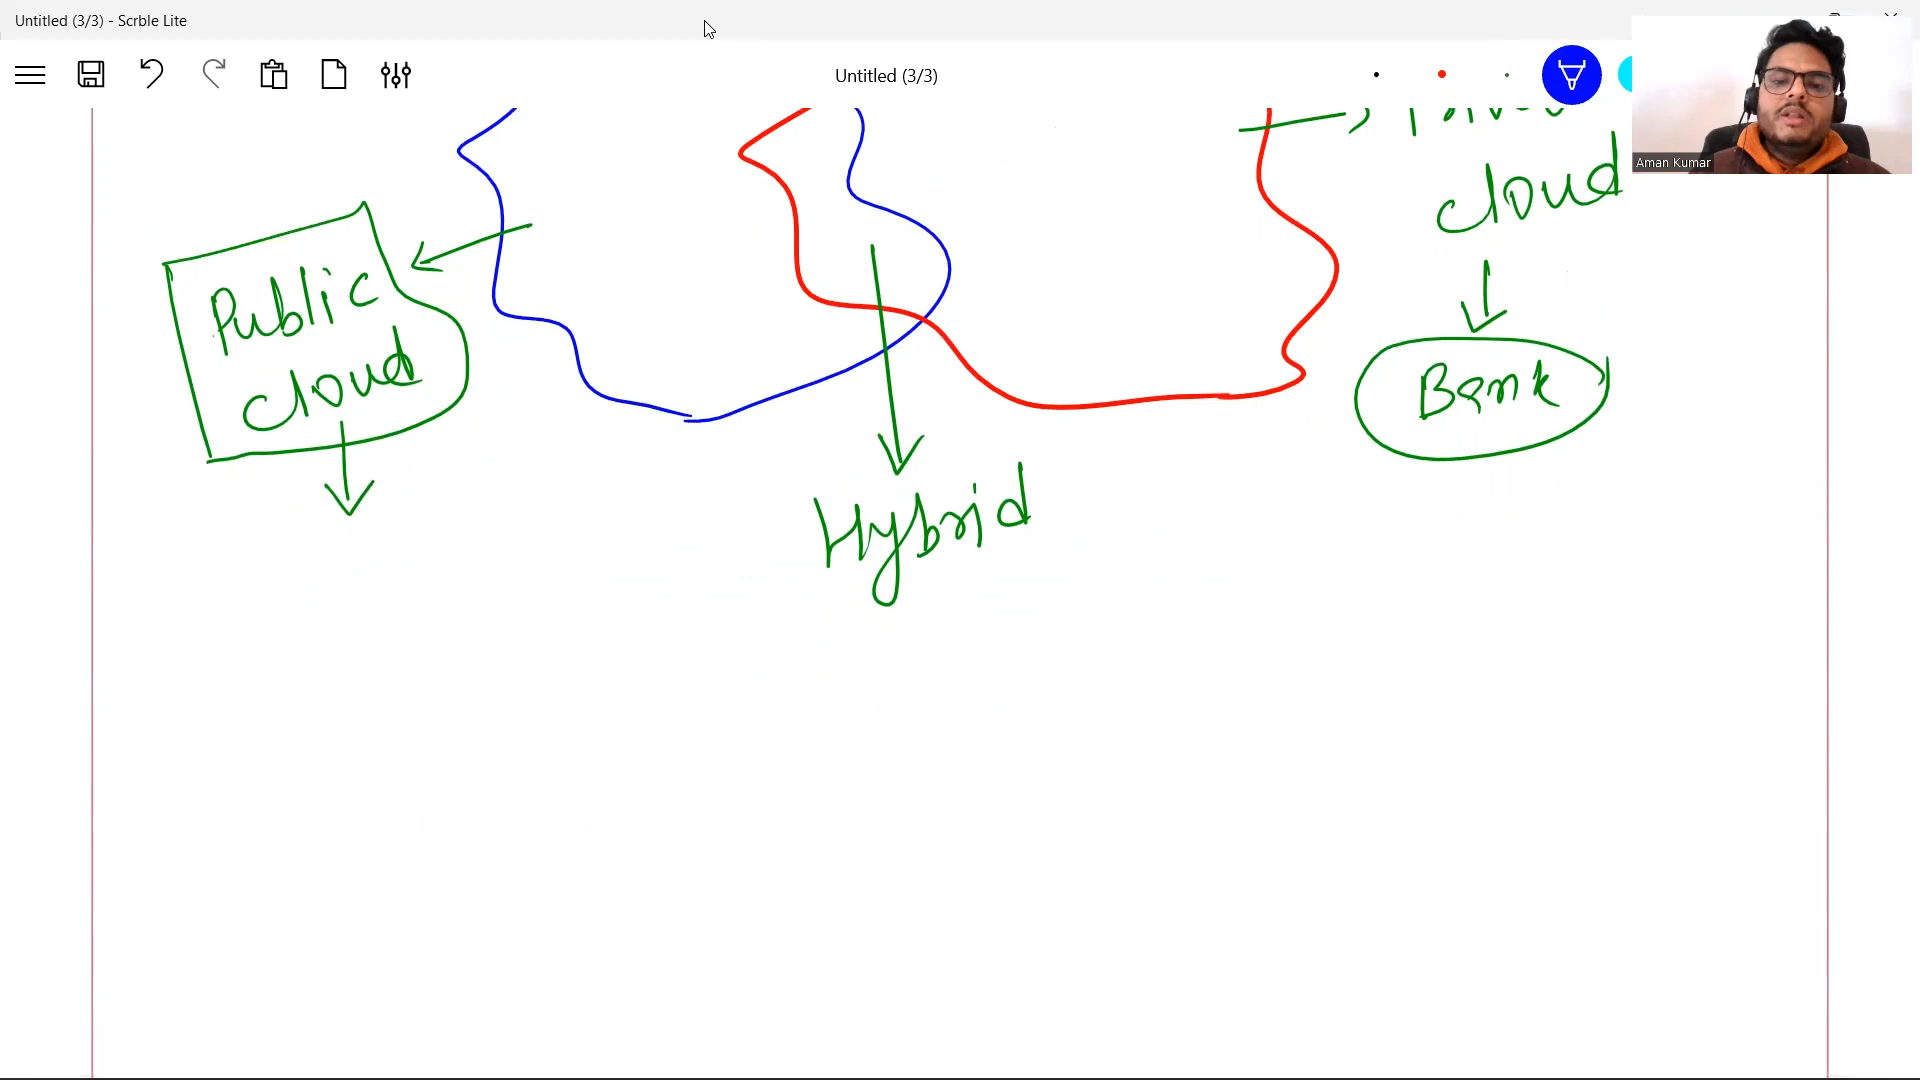 Untitled (3/3) - Scrble Lite
Untitled (3/3)
Aman Kumar
cloud
Public
cloud
Bank
Hybrid